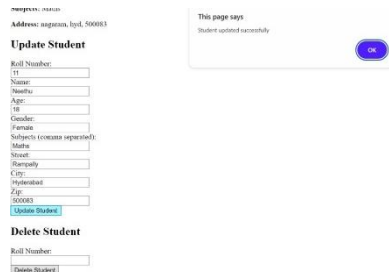 Subjects: Maths
Address: nagaram, hyd, 500083
Update Student
Roll Number:
11
Name:
Neethu
Age:
18
Gender:
Female
Subjects (comma separated):
Maths
Street:
Rampally
City:
Hyderabad
Zip:
500083
Update Student
Delete Student
Roll Number:
Delete Student
This page says
Student updated successfully
OK